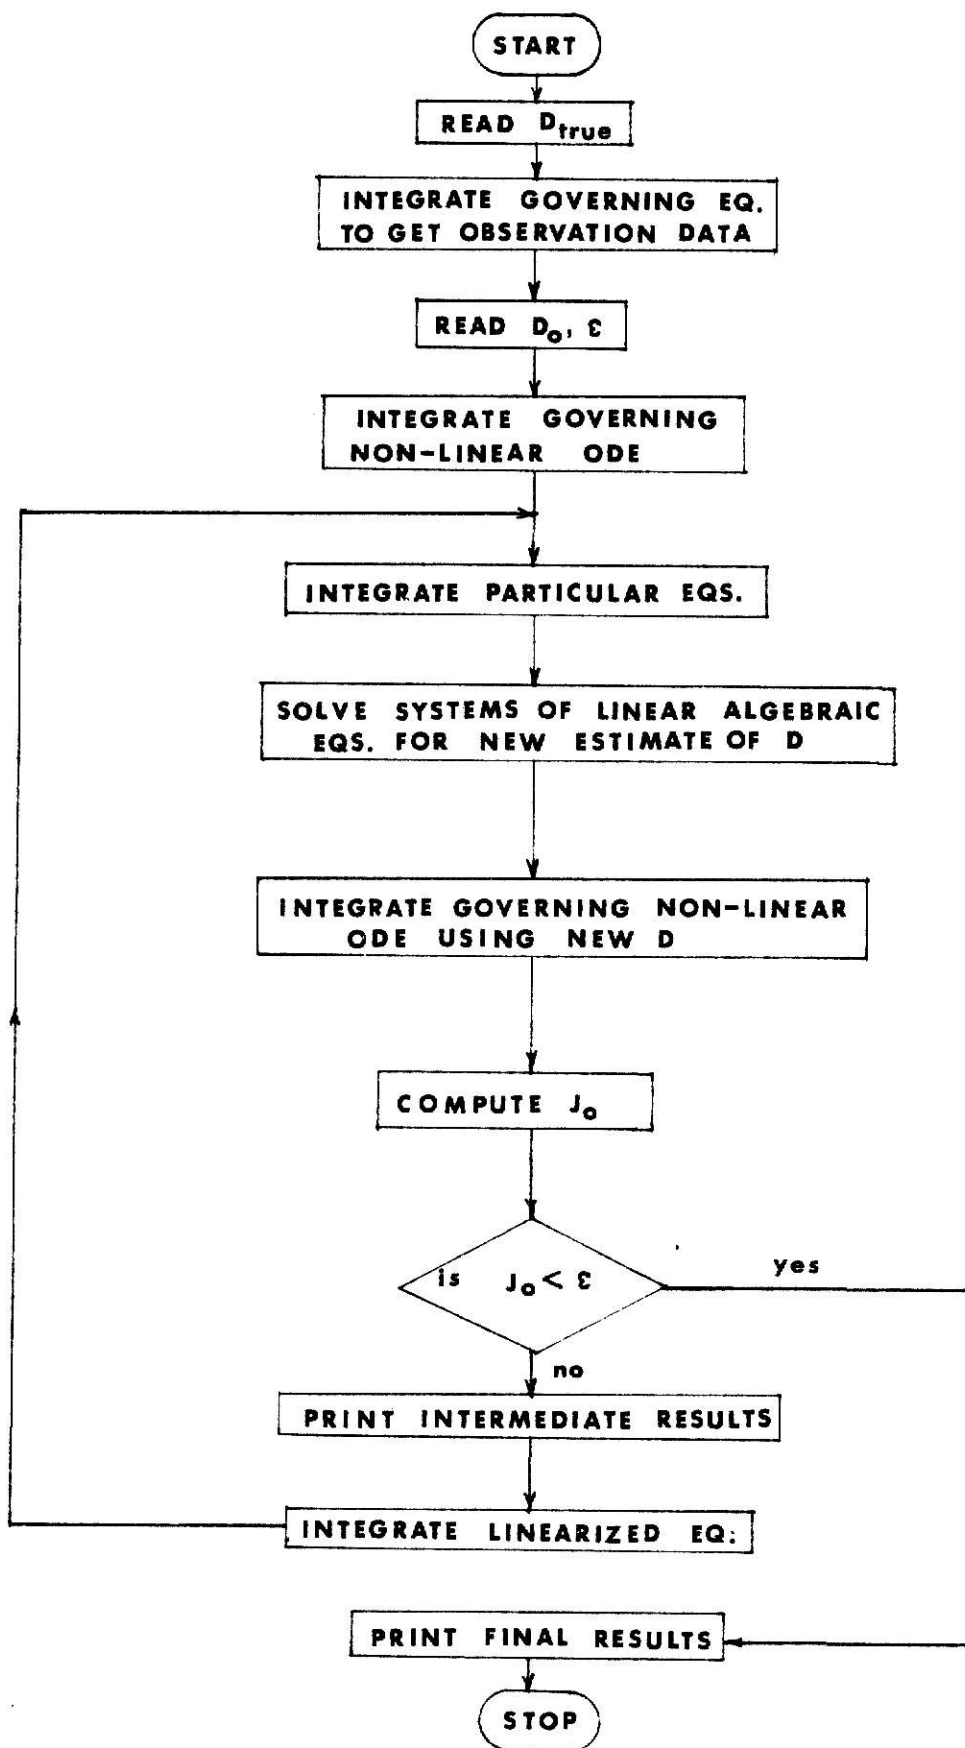 START
READ D_true
INTEGRATE GOVERNING EQ.
TO GET OBSERVATION DATA
READ D_o, ε
INTEGRATE GOVERNING
NON-LINEAR ODE
INTEGRATE PARTICULAR EQS.
SOLVE SYSTEMS OF LINEAR ALGEBRAIC
EQS. FOR NEW ESTIMATE OF D
INTEGRATE GOVERNING NON-LINEAR
ODE USING NEW D
COMPUTE J_o
is J_o < ε
yes
no
PRINT INTERMEDIATE RESULTS
INTEGRATE LINEARIZED EQ.
PRINT FINAL RESULTS
STOP